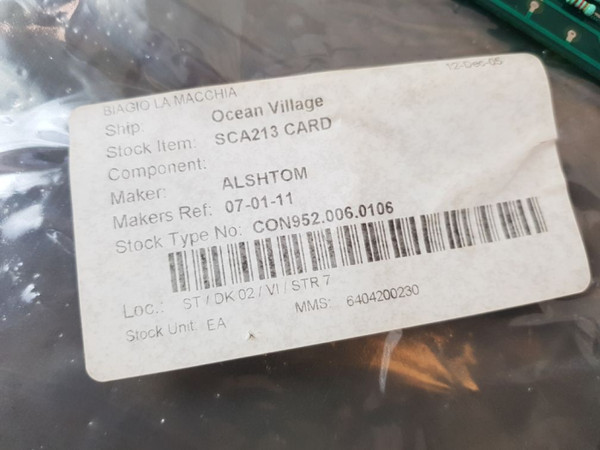 BIAGIO LA MACCHIA 12-Dec-05
Ship: Ocean Village
Stock Item: SCA213 CARD
Component:
Maker: ALSHTOM
Makers Ref: 07-01-11
Stock Type No: CON952.006.0106
Loc.: ST / DK 02 / VI / STR 7
Stock Unit: EA MMS: 6404200230